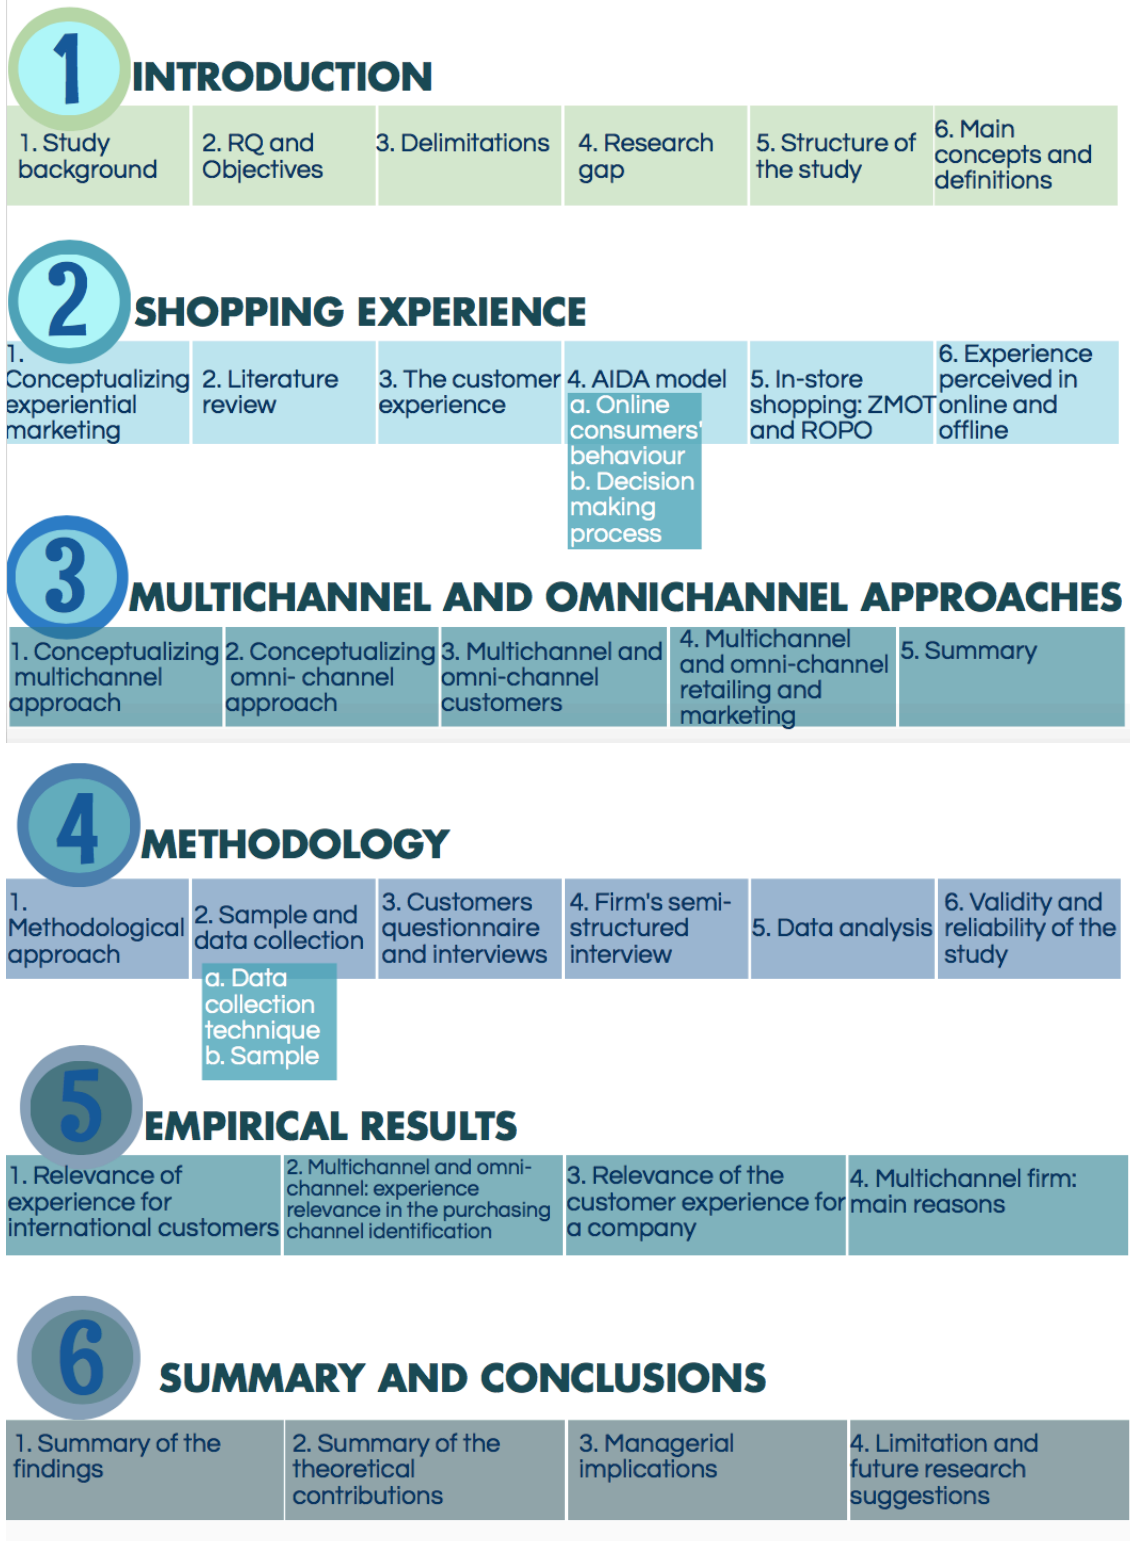 1
INTRODUCTION
1. Study
background
2. RQ and
Objectives
3. Delimitations
4. Research
gap
5. Structure of
the study
6. Main
concepts and
definitions
2
SHOPPING EXPERIENCE
1.
Conceptualizing
experiential
marketing
2. Literature
review
3. The customer
experience
4. AIDA model
a. Online
consumers'
behaviour
b. Decision
making
process
5. In-store
shopping: ZMOT
and ROPO
6. Experience
perceived in
online and
offline
3
MULTICHANNEL AND OMNICHANNEL APPROACHES
1. Conceptualizing
multichannel
approach
2. Conceptualizing
omni- channel
approach
3. Multichannel and
omni-channel
customers
4. Multichannel
and omni-channel
retailing and
marketing
5. Summary
4
METHODOLOGY
1.
Methodological
approach
2. Sample and
data collection
a. Data
collection
technique
b. Sample
3. Customers
questionnaire
and interviews
4. Firm's semi-
structured
interview
5. Data analysis
6. Validity and
reliability of the
study
5
EMPIRICAL RESULTS
1. Relevance of
experience for
international customers
2. Multichannel and omni-
channel: experience
relevance in the purchasing
channel identification
3. Relevance of the
customer experience for
a company
4. Multichannel firm:
main reasons
6
SUMMARY AND CONCLUSIONS
1. Summary of the
findings
2. Summary of the
theoretical
contributions
3. Managerial
implications
4. Limitation and
future research
suggestions